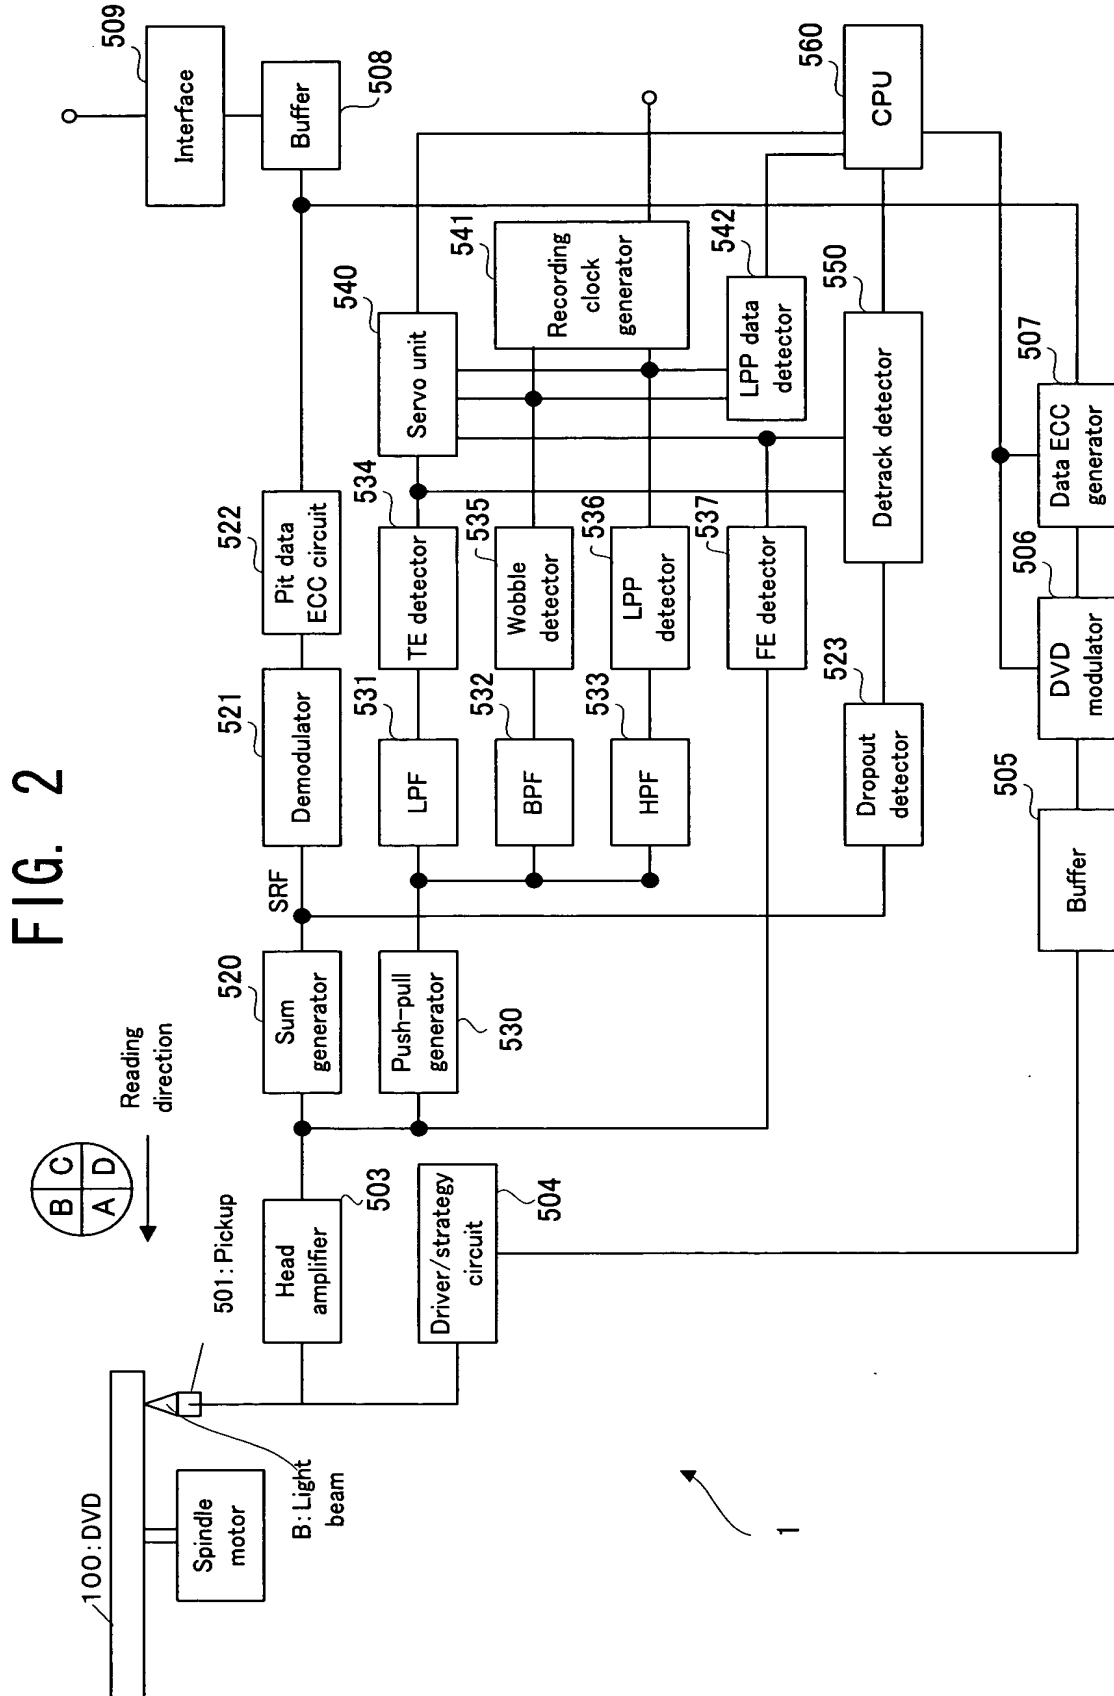 FIG. 2
100:DVD
Spindle
motor
B:Light
beam
501:Pickup
B
C
A
D
Reading
direction
Head
amplifier
503
Driver/strategy
circuit
504
Sum
generator
520
Push-pull
generator
530
SRF
Demodulator
521
Pit data
ECC circuit
522
LPF
531
BPF
532
HPF
533
TE detector
534
Wobble
detector
535
LPP
detector
536
FE detector
537
Dropout
detector
523
Servo unit
540
Recording
clock
generator
541
LPP data
detector
542
Detrack detector
550
Interface
509
Buffer
508
CPU
560
Buffer
505
DVD
modulator
506
Data ECC
generator
507
1